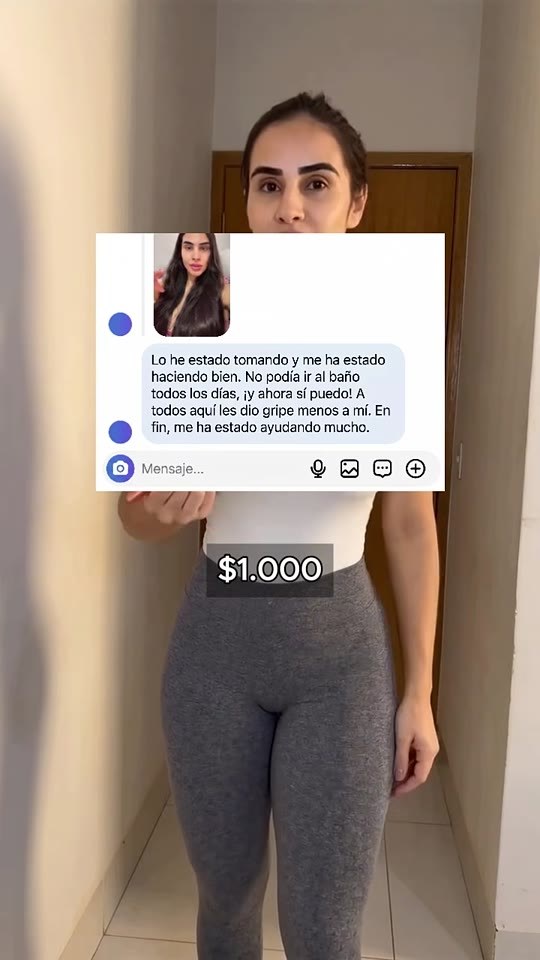 Lo he estado tomando y me ha estado
haciendo bien. No podía ir al baño
todos los días, ¡y ahora sí puedo! A
todos aquí les dio gripe menos a mí. En
fin, me ha estado ayudando mucho.
Mensaje...
$1.000